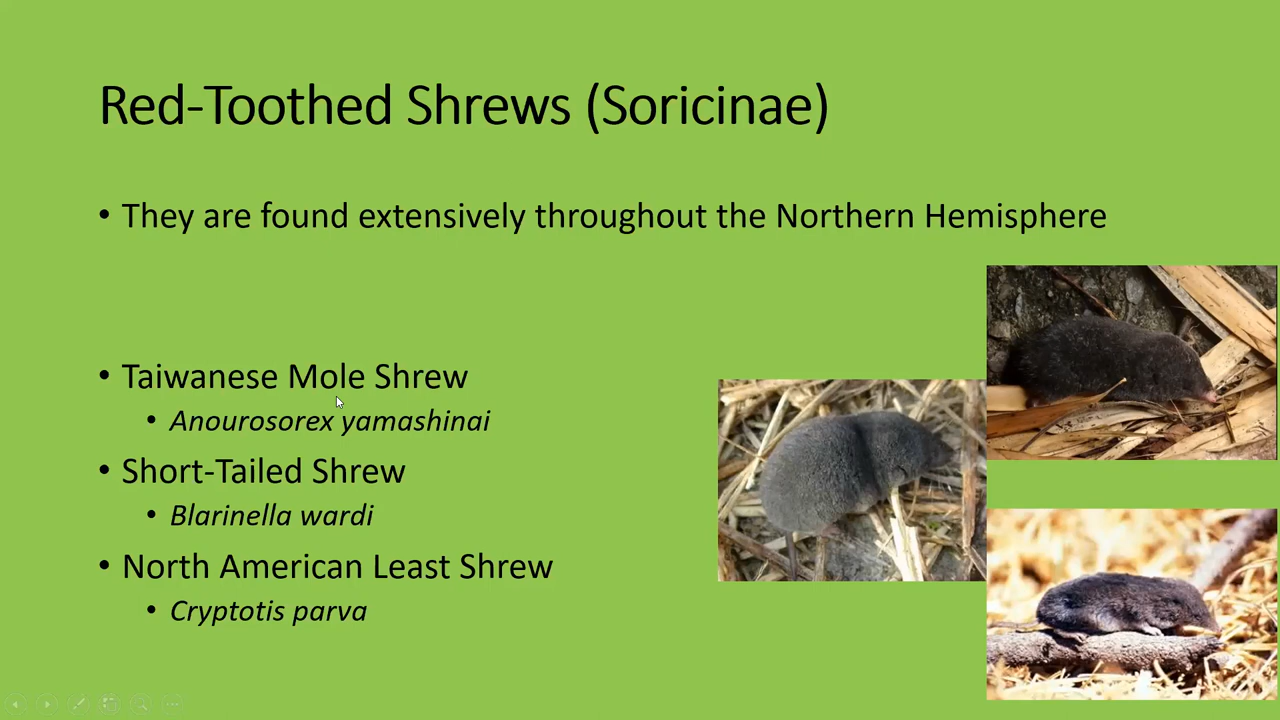 Red-Toothed Shrews (Soricinae)
• They are found extensively throughout the Northern Hemisphere
• Taiwanese Mole Shrew
• Anourosorex yamashinai
• Short-Tailed Shrew
• Blarinella wardi
• North American Least Shrew
• Cryptotis parva